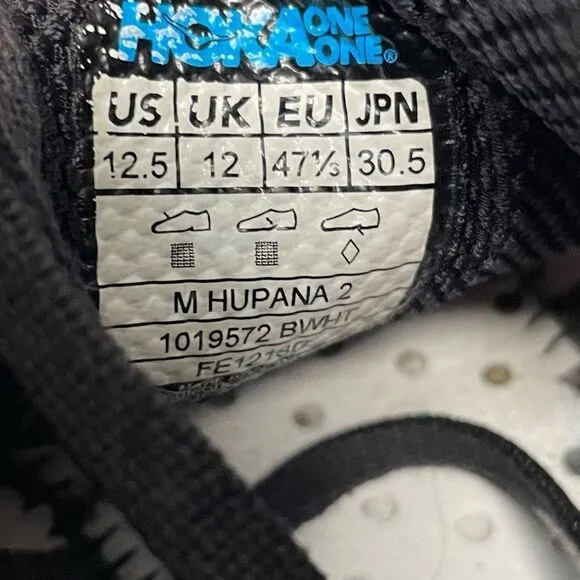 HOKA ONE ONE®
US UK EU JPN
12.5 12 47⅓ 30.5
M HUPANA 2
1019572 BWHT